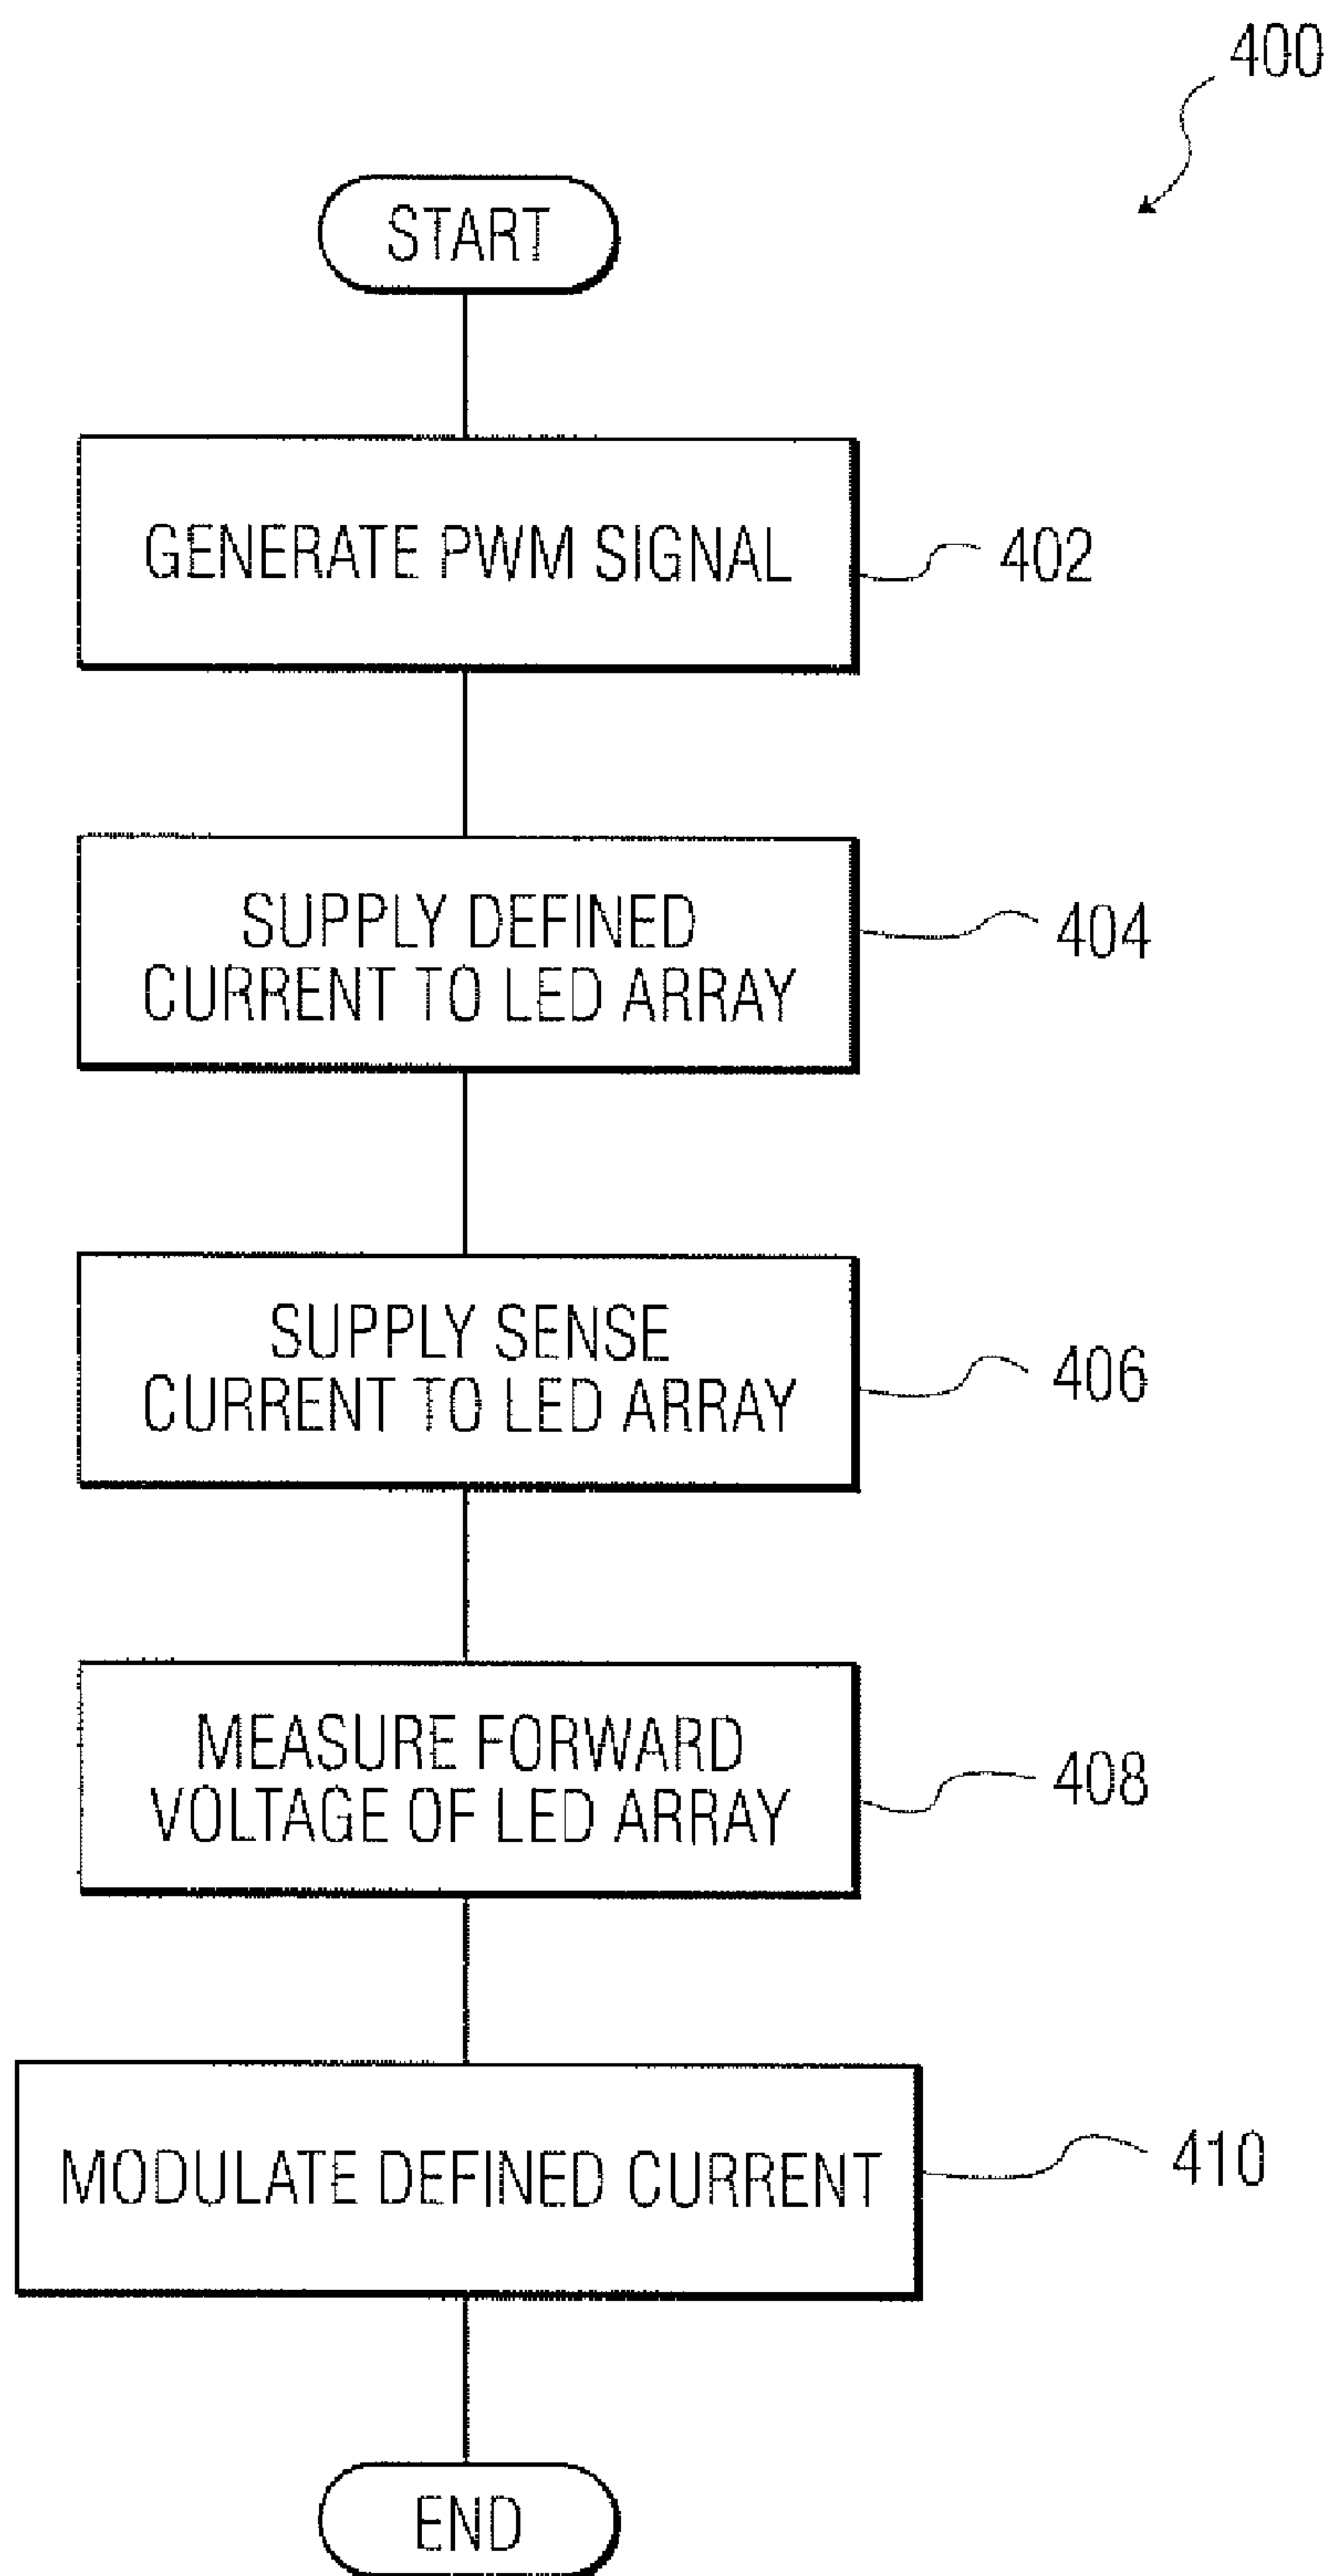 400
START
GENERATE PWM SIGNAL
402
SUPPLY DEFINED
CURRENT TO LED ARRAY
404
SUPPLY SENSE
CURRENT TO LED ARRAY
406
MEASURE FORWARD
VOLTAGE OF LED ARRAY
408
MODULATE DEFINED CURRENT
410
END